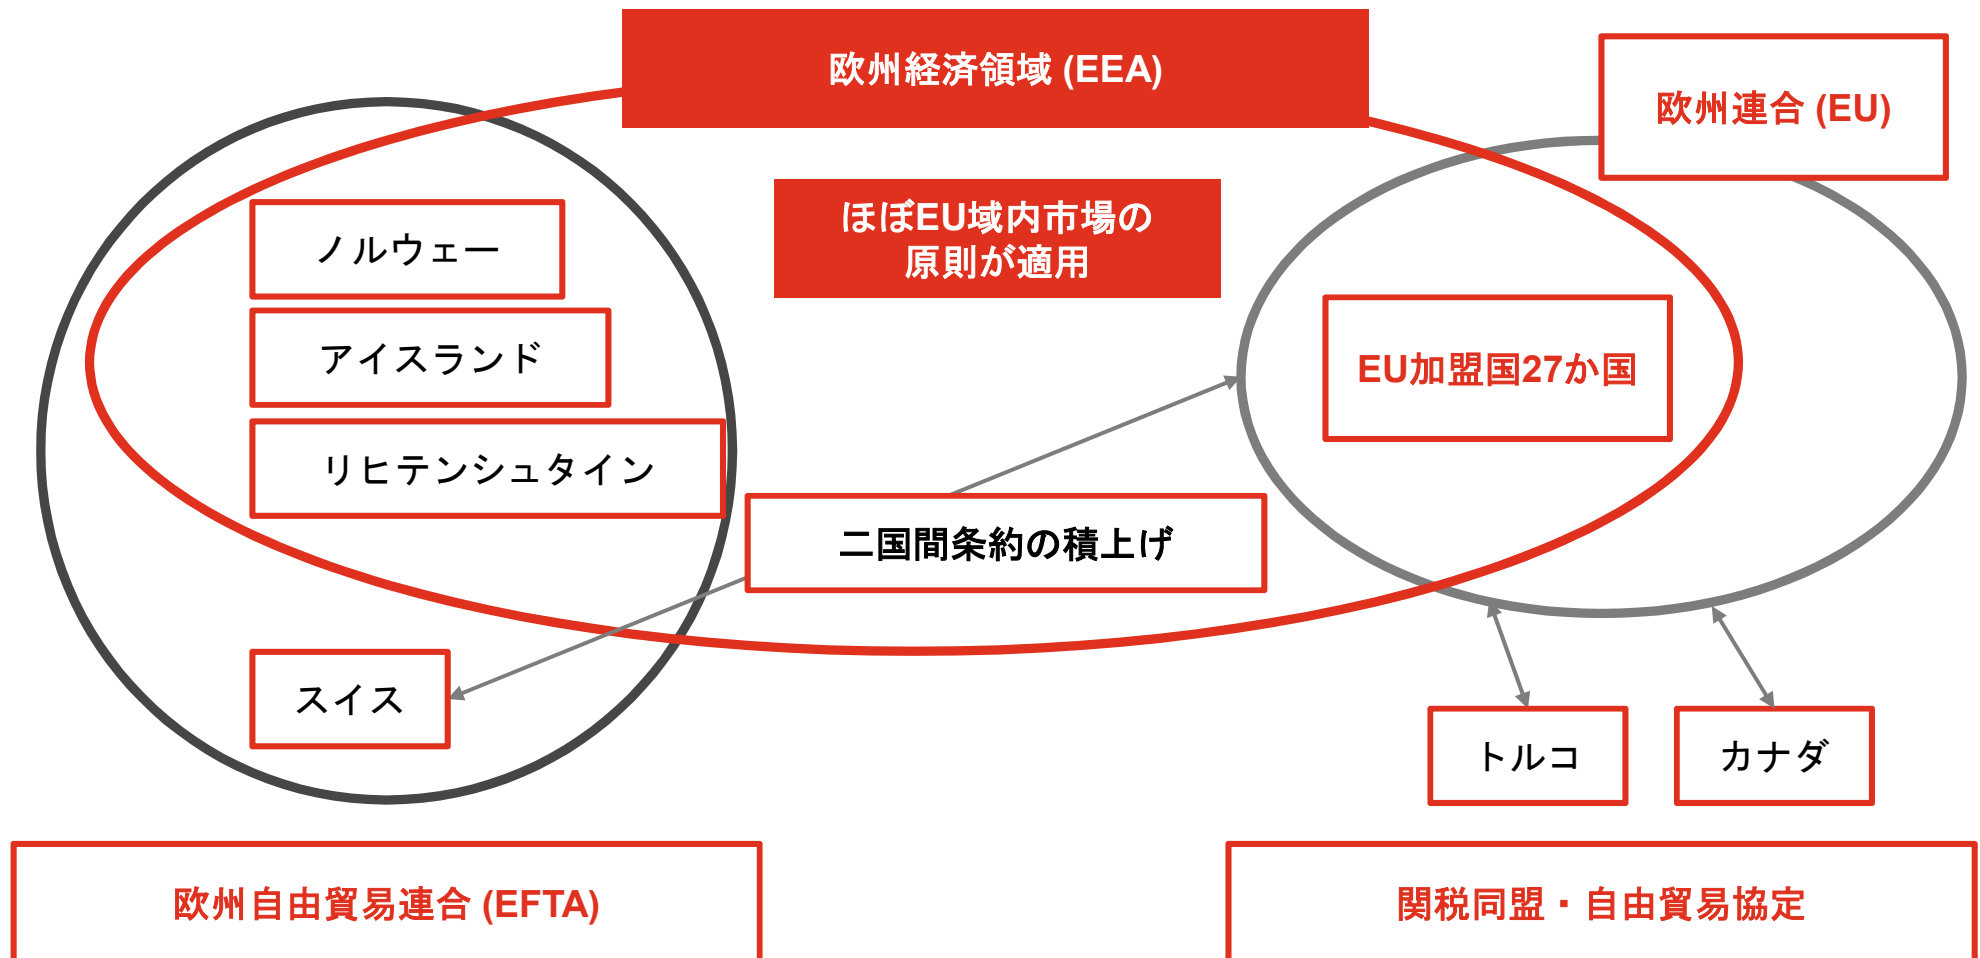 欧州経済領域 (EEA)
欧州連合 (EU)
ほぼEU域内市場の
原則が適用
ノルウェー
アイスランド
リヒテンシュタイン
EU加盟国27か国
二国間条約の積上げ
スイス
トルコ
カナダ
欧州自由貿易連合 (EFTA)
関税同盟・自由貿易協定